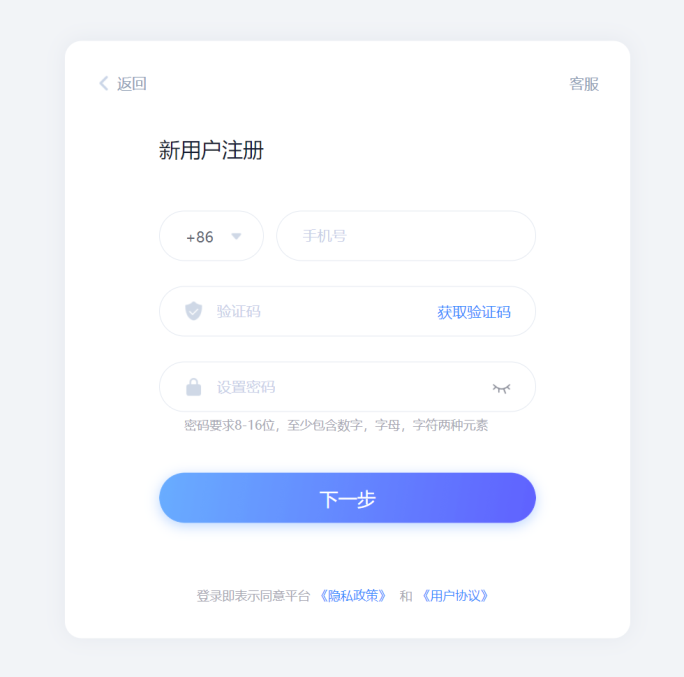 返回 客服
新用户注册
+86 手机号
验证码 获取验证码
设置密码
密码要求8-16位，至少包含数字，字母，字符两种元素
下一步
登录即表示同意平台 《隐私政策》 和 《用户协议》